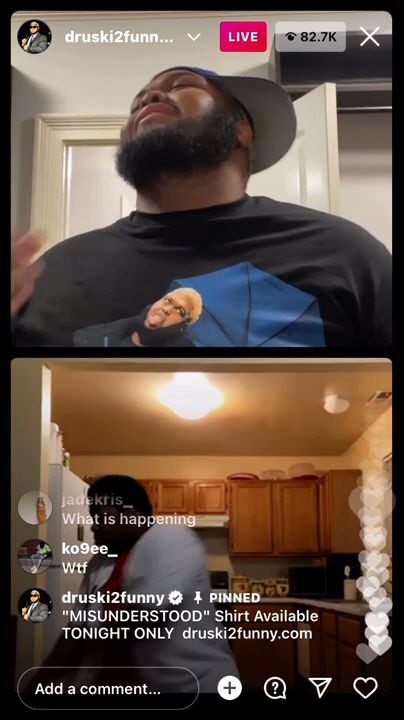 druski2funn...
LIVE
82.7K
jadekris_
What is happening
ko9ee_
Wtf
druski2funny PINNED
"MISUNDERSTOOD" Shirt Available
TONIGHT ONLY druski2funny.com
Add a comment...